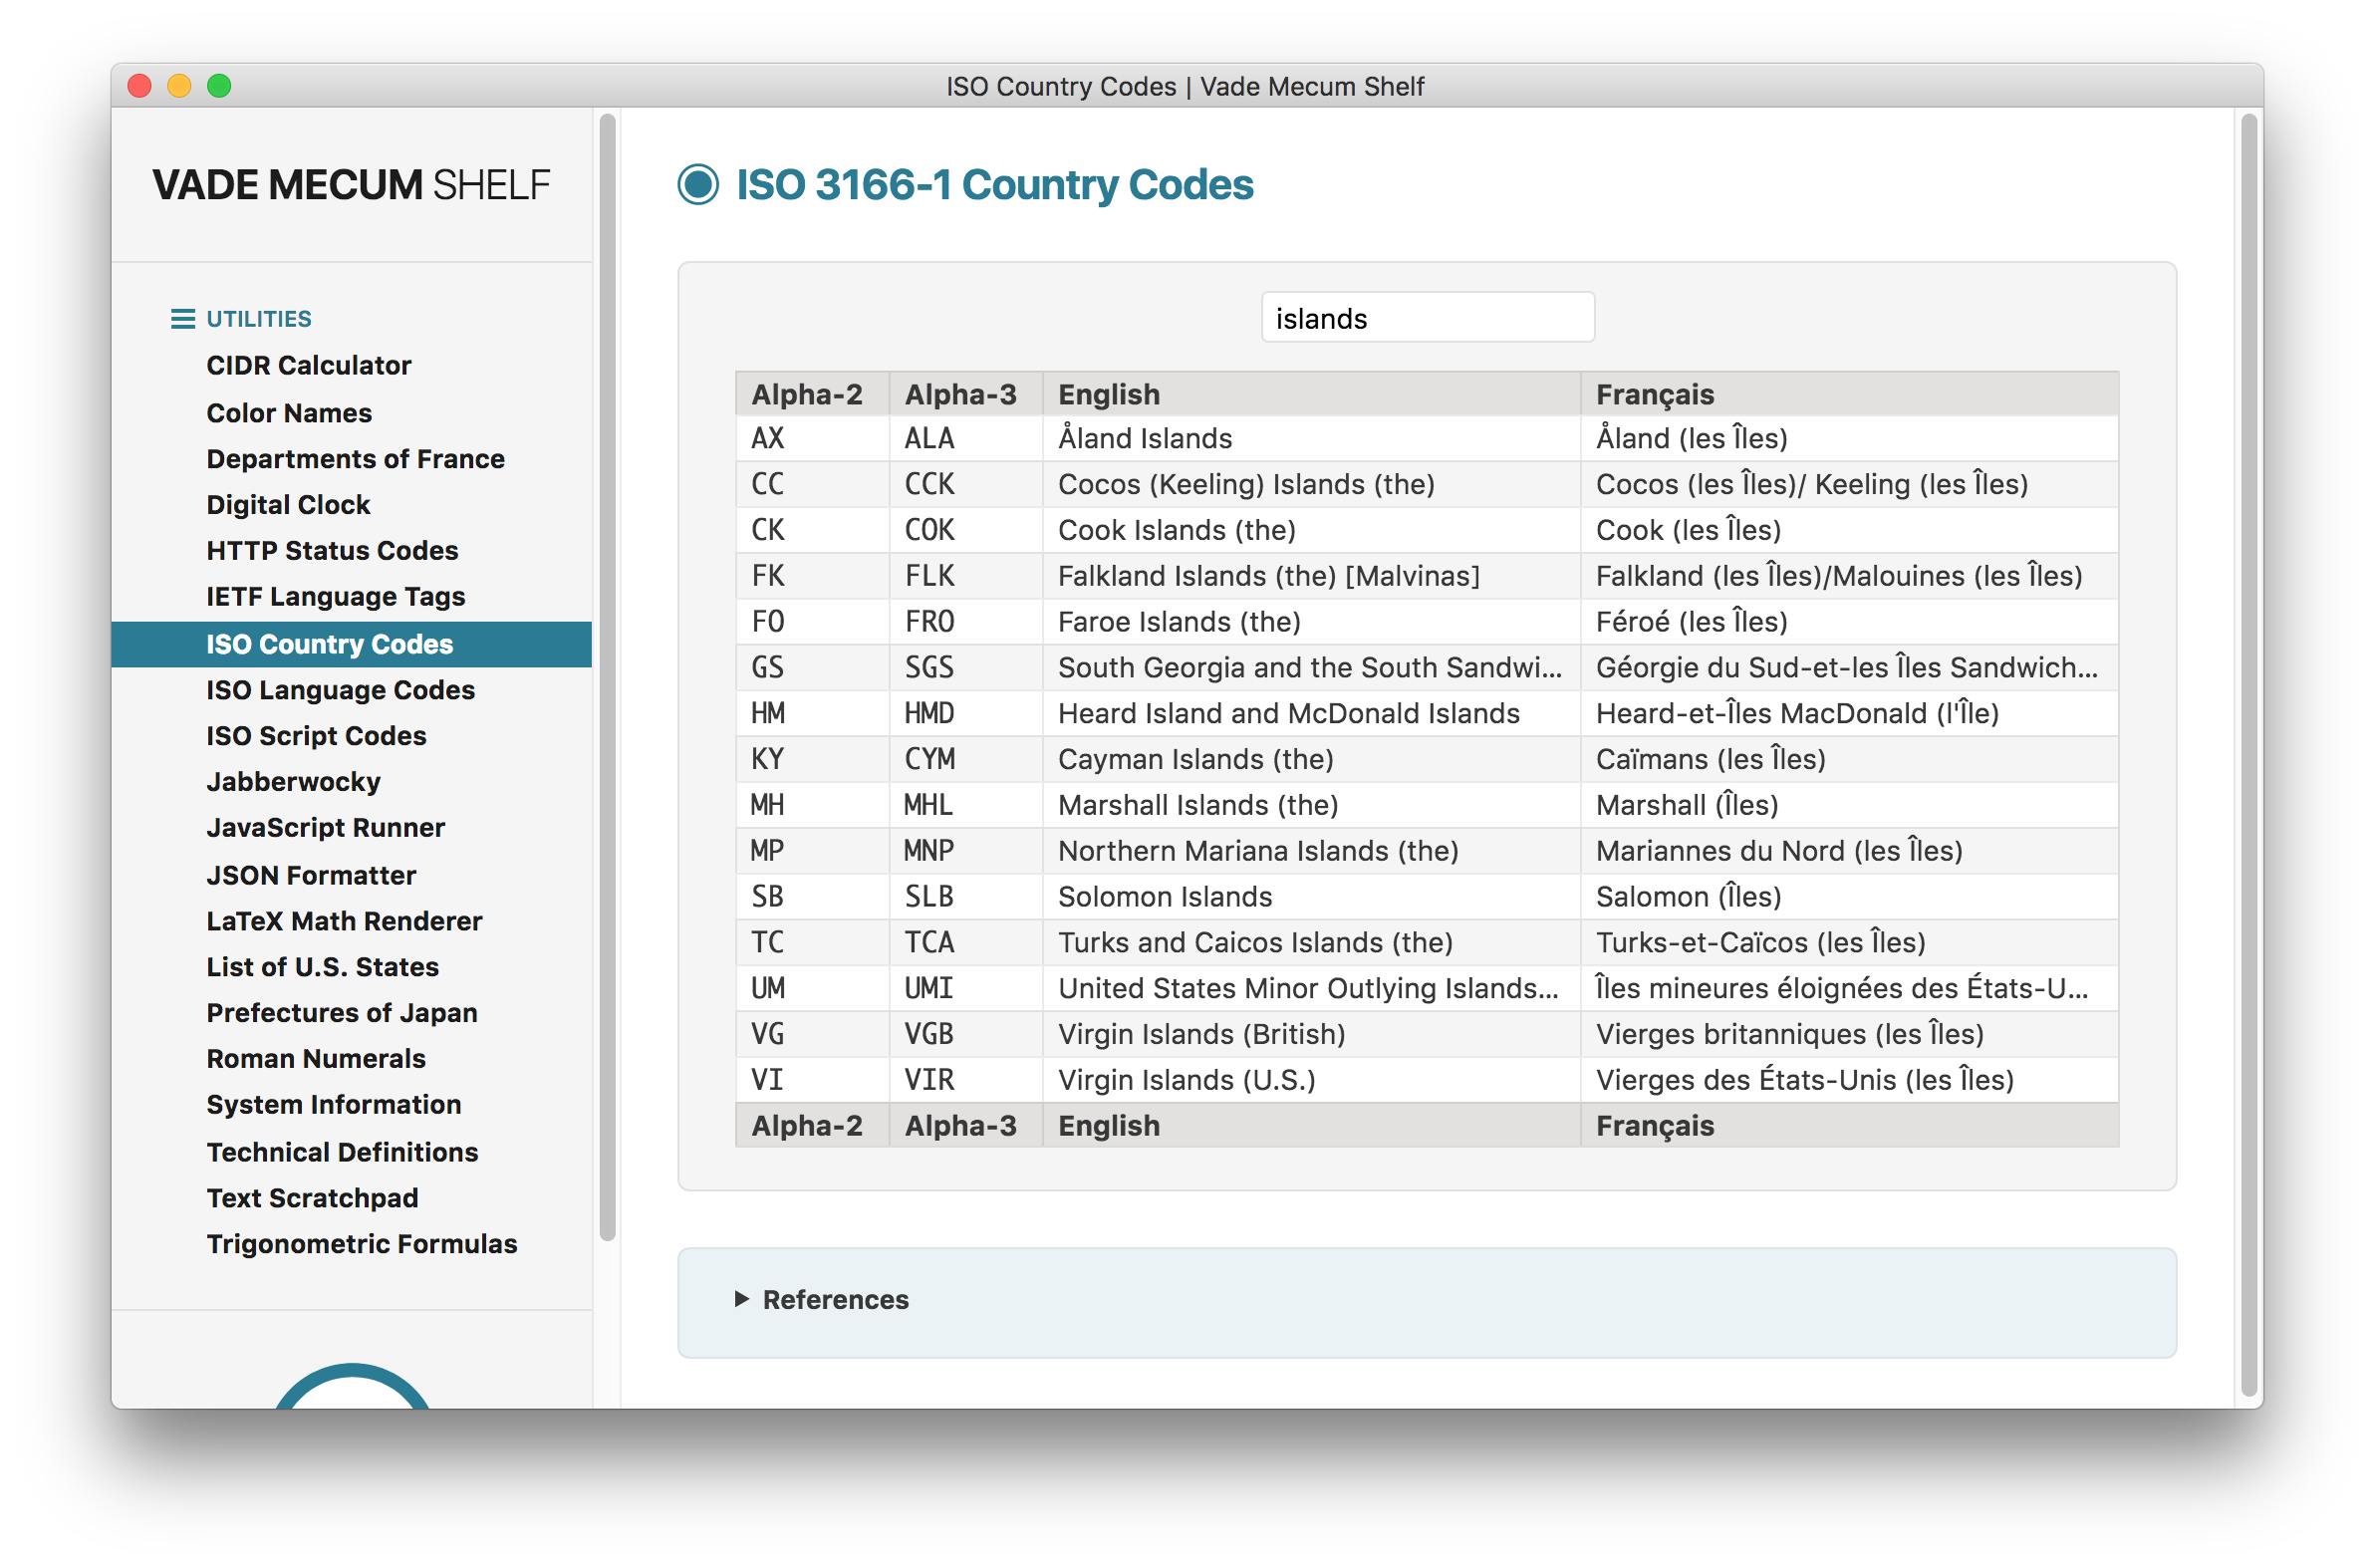 ISO Country Codes | Vade Mecum Shelf
VADE MECUM SHELF
UTILITIES
CIDR Calculator
Color Names
Departments of France
Digital Clock
HTTP Status Codes
IETF Language Tags
ISO Country Codes
ISO Language Codes
ISO Script Codes
Jabberwocky
JavaScript Runner
JSON Formatter
LaTeX Math Renderer
List of U.S. States
Prefectures of Japan
Roman Numerals
System Information
Technical Definitions
Text Scratchpad
Trigonometric Formulas
ISO 3166-1 Country Codes
islands
Alpha-2 Alpha-3 English Français
AX ALA Åland Islands Åland (les Îles)
CC CCK Cocos (Keeling) Islands (the) Cocos (les Îles)/ Keeling (les Îles)
CK COK Cook Islands (the) Cook (les Îles)
FK FLK Falkland Islands (the) [Malvinas] Falkland (les Îles)/Malouines (les Îles)
FO FRO Faroe Islands (the) Féroé (les Îles)
GS SGS South Georgia and the South Sandwi... Géorgie du Sud-et-les Îles Sandwich...
HM HMD Heard Island and McDonald Islands Heard-et-Îles MacDonald (l'Île)
KY CYM Cayman Islands (the) Caïmans (les Îles)
MH MHL Marshall Islands (the) Marshall (Îles)
MP MNP Northern Mariana Islands (the) Mariannes du Nord (les Îles)
SB SLB Solomon Islands Salomon (Îles)
TC TCA Turks and Caicos Islands (the) Turks-et-Caïcos (les Îles)
UM UMI United States Minor Outlying Islands... Îles mineures éloignées des États-U...
VG VGB Virgin Islands (British) Vierges britanniques (les Îles)
VI VIR Virgin Islands (U.S.) Vierges des États-Unis (les Îles)
Alpha-2 Alpha-3 English Français
References